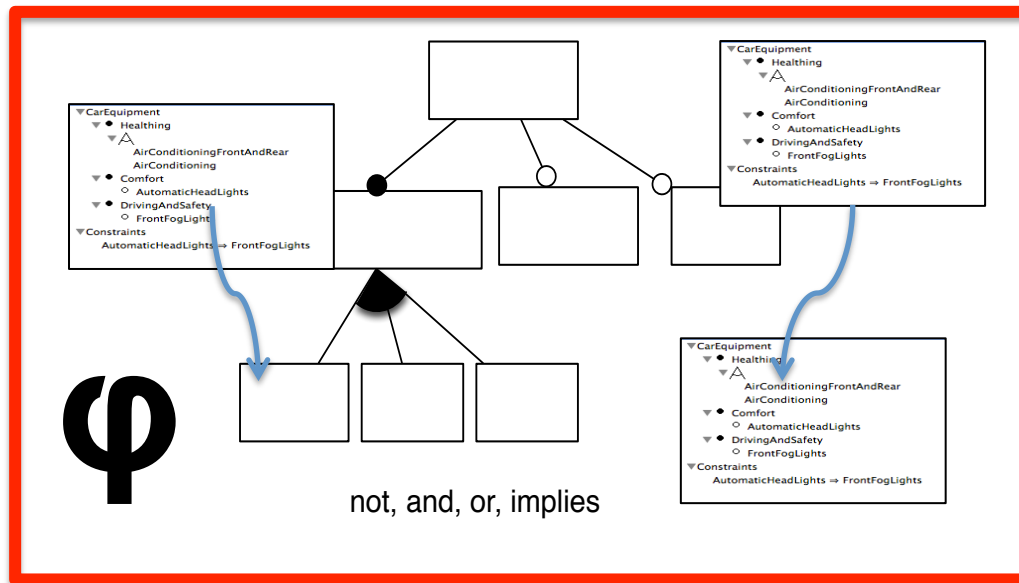 CarEquipment
Healthing
AirConditioningFrontAndRear
AirConditioning
Comfort
AutomaticHeadLights
DrivingAndSafety
FrontFogLights
Constraints
AutomaticHeadLights ⇒ FrontFogLights
CarEquipment
Healthing
AirConditioningFrontAndRear
AirConditioning
Comfort
AutomaticHeadLights
DrivingAndSafety
FrontFogLights
Constraints
AutomaticHeadLights ⇒ FrontFogLights
CarEquipment
Healthing
AirConditioningFrontAndRear
AirConditioning
Comfort
AutomaticHeadLights
DrivingAndSafety
FrontFogLights
Constraints
AutomaticHeadLights ⇒ FrontFogLights
φ
not, and, or, implies